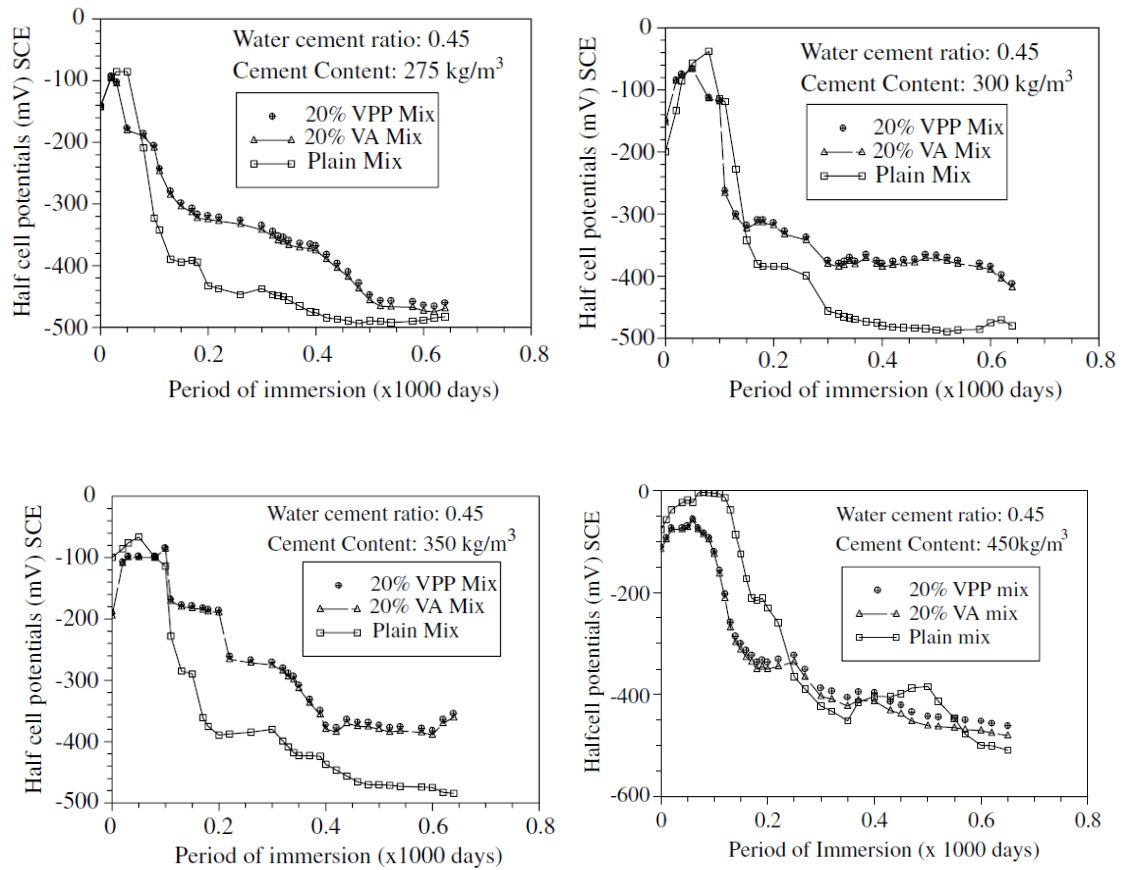 Water cement ratio: 0.45
Cement Content: 275 kg/m³
20% VPP Mix
20% VA Mix
Plain Mix
Half cell potentials (mV) SCE
0
-100
-200
-300
-400
-500
0
0.2
0.4
0.6
0.8
Period of immersion (x1000 days)
Water cement ratio: 0.45
Cement Content: 300 kg/m³
20% VPP Mix
20% VA Mix
Plain Mix
Half cell potentials (mV) SCE
0
-100
-200
-300
-400
-500
0
0.2
0.4
0.6
0.8
Period of immersion (x1000 days)
Water cement ratio: 0.45
Cement Content: 350 kg/m³
20% VPP Mix
20% VA Mix
Plain Mix
Half cell potentials (mV) SCE
0
-100
-200
-300
-400
-500
0
0.2
0.4
0.6
0.8
Period of immersion (x1000 days)
Water cement ratio: 0.45
Cement Content: 450kg/m³
20% VPP mix
20% VA mix
Plain mix
Halfcell potentials (mV) SCE
0
-200
-400
-600
0
0.2
0.4
0.6
0.8
Period of Immersion (x 1000 days)